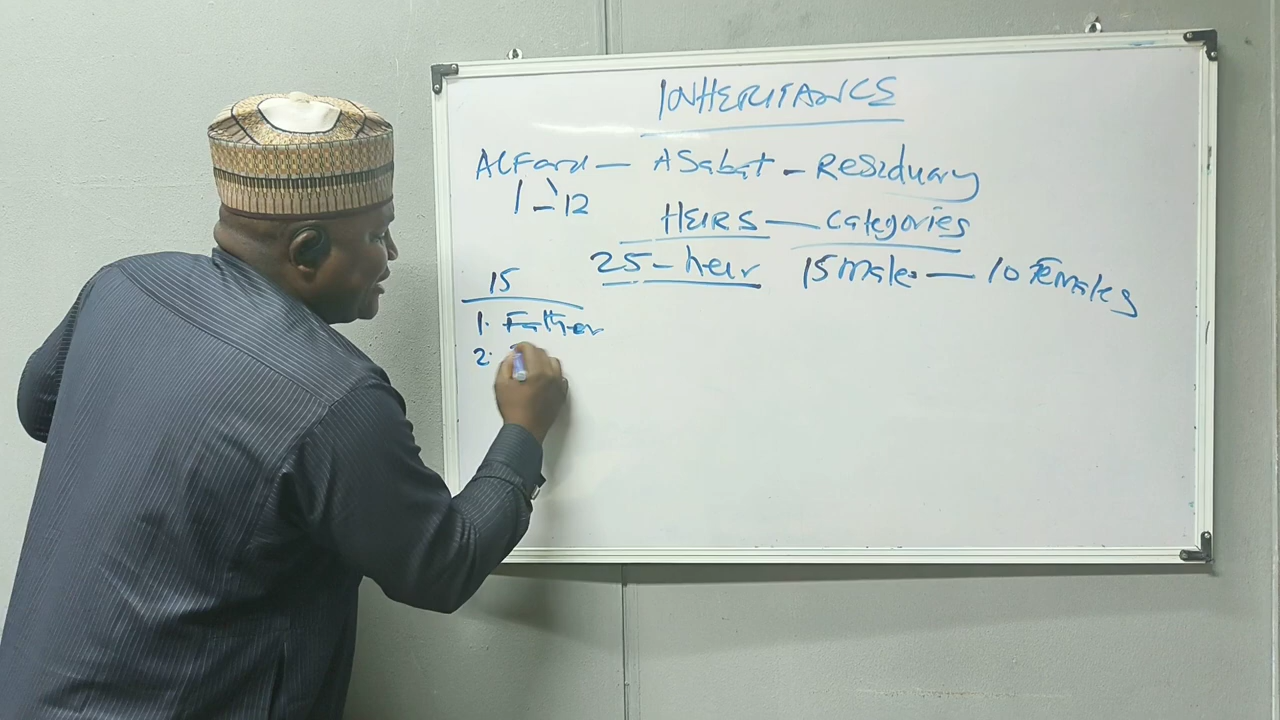 INHERITANCE
ALFard — ASabat - Residuary
1 - 12
HEIRS — Categories
25 - heir 15 Males — 10 Females
15
1. Father
2.